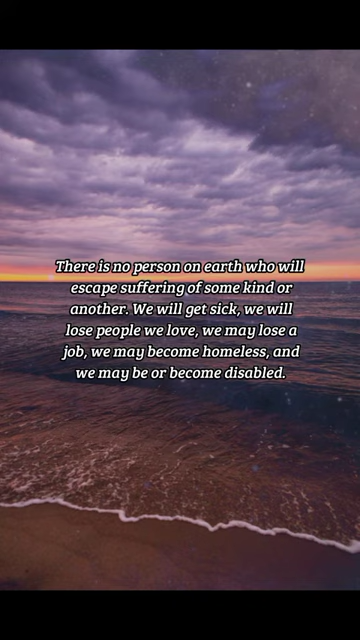 There is no person on earth who will
escape suffering of some kind or
another. We will get sick, we will
lose people we love, we may lose a
job, we may become homeless, and
we may be or become disabled.